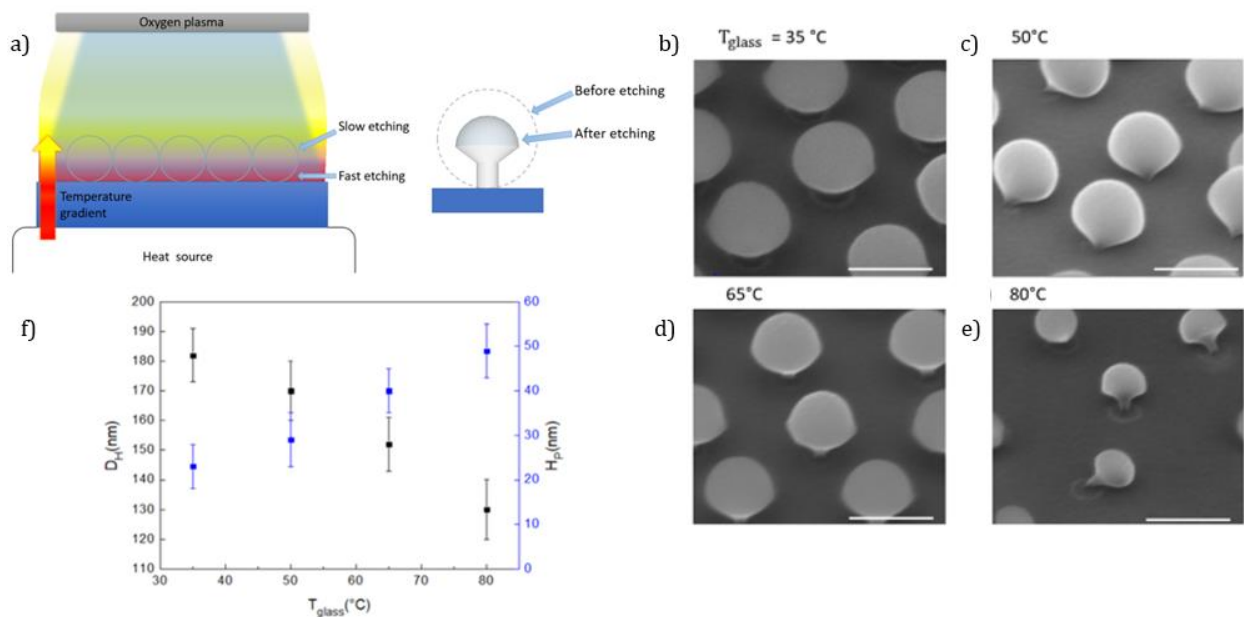 a)
Oxygen plasma
Slow etching
Fast etching
Temperature
gradient
Heat source
Before etching
After etching
b)
T_glass = 35 °C
c)
50°C
d)
65°C
e)
80°C
f)
200
190
180
170
160
150
140
130
120
110
D_H(nm)
60
50
40
30
20
10
0
H_P(nm)
30
40
50
60
70
80
T_glass(°C)